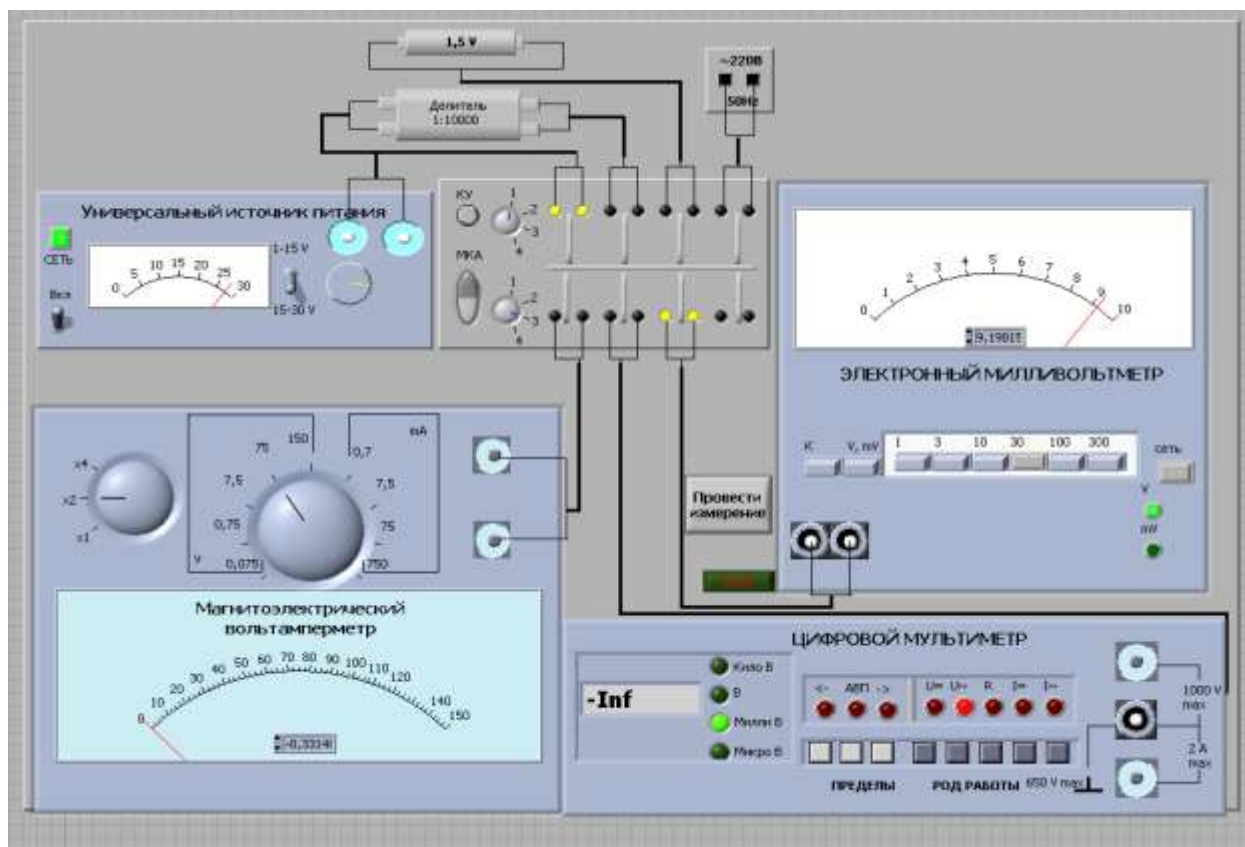 1,5 V
~220В
50Hz
Делитель
1:10000
Универсальный источник питания
СЕТЬ
Вкл
0 5 10 15 20 25 30
1-15 V
15-30 V
КУ
МКА
1
2
3
4
1
2
3
4
0 1 2 3 4 5 6 7 8 9 10
ЭЛЕКТРОННЫЙ МИЛЛИВОЛЬТМЕТР
K V, mV 1 3 10 30 100 300 сеть
V
mV
Провести
измерение
x4
x2
x1
V
0,075
0,75
7,5
75
150
mA
0,7
7,5
75
750
Магнитоэлектрический
вольтамперметр
0 10 20 30 40 50 60 70 80 90 100 110 120 140 150
ЦИФРОВОЙ МУЛЬТИМЕТР
-Inf
Кило В
В
Милли В
Микро В
<- АВП -> U= U~ R I= I~
ПРЕДЕЛЫ РОД РАБОТЫ 650 V max
1000 V
max
2 A
max